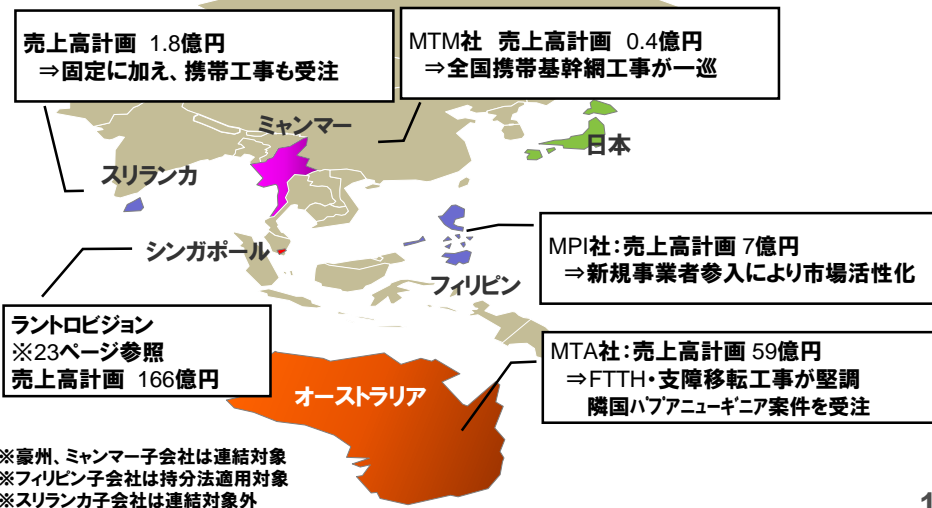 売上高計画 1.8億円
⇒固定に加え、携帯工事も受注
MTM社 売上高計画 0.4億円
⇒全国携帯基幹網工事が一巡
ミャンマー
日本
スリランカ
シンガポール
フィリピン
MPI社：売上高計画 7億円
⇒新規事業者参入により市場活性化
ラントロビジョン
※23ページ参照
売上高計画 166億円
MTA社：売上高計画 59億円
⇒FTTH・支障移転工事が堅調
隣国ﾊﾟﾌﾟｱﾆｭｰｷﾞﾆｱ案件を受注
オーストラリア
※豪州、ミャンマー子会社は連結対象
※フィリピン子会社は持分法適用対象
※スリランカ子会社は連結対象外
1